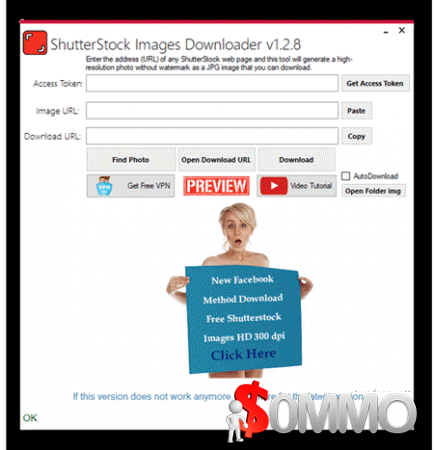 ShutterStock Images Downloader v1.2.8
Enter the address (URL) of any ShutterStock web page and this tool will generate a high-
resolution photo without watermark as a JPG image that you can download.
Access Token:
Get Access Token
Image URL:
Paste
Download URL:
Copy
Find Photo
Open Download URL
Download
AutoDownload
VPN
Get Free VPN
PREVIEW
Video Tutorial
Open Folder img
New Facebook
Method Download
Free Shutterstock
Images HD 300 dpi
Click Here
If this version does not work anymore
OK
$0MMO